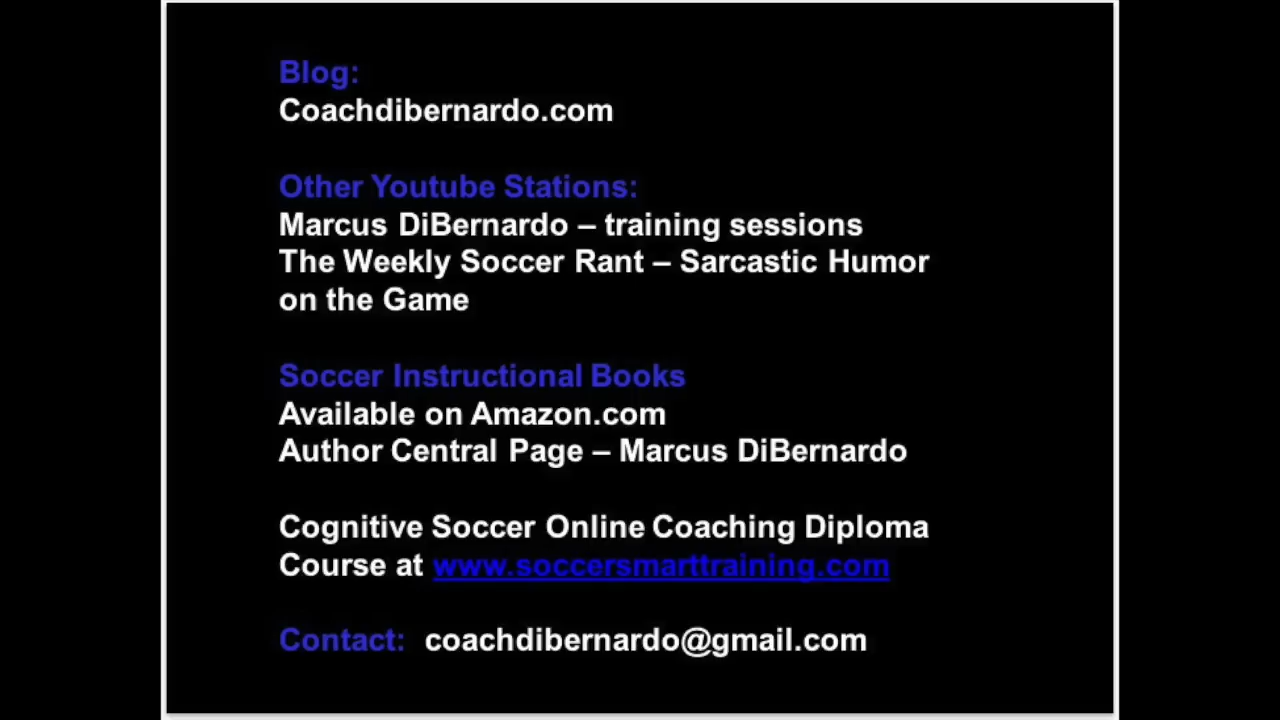 Blog:
Coachdibernardo.com
Other Youtube Stations:
Marcus DiBernardo – training sessions
The Weekly Soccer Rant – Sarcastic Humor
on the Game
Soccer Instructional Books
Available on Amazon.com
Author Central Page – Marcus DiBernardo
Cognitive Soccer Online Coaching Diploma
Course at www.soccersmarttraining.com
Contact: coachdibernardo@gmail.com